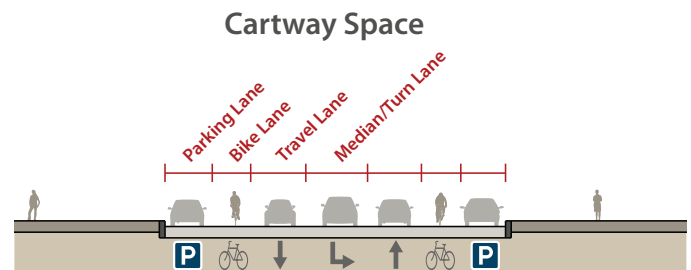 Cartway Space
Parking Lane
Bike Lane
Travel Lane
Median/Turn Lane
P
P